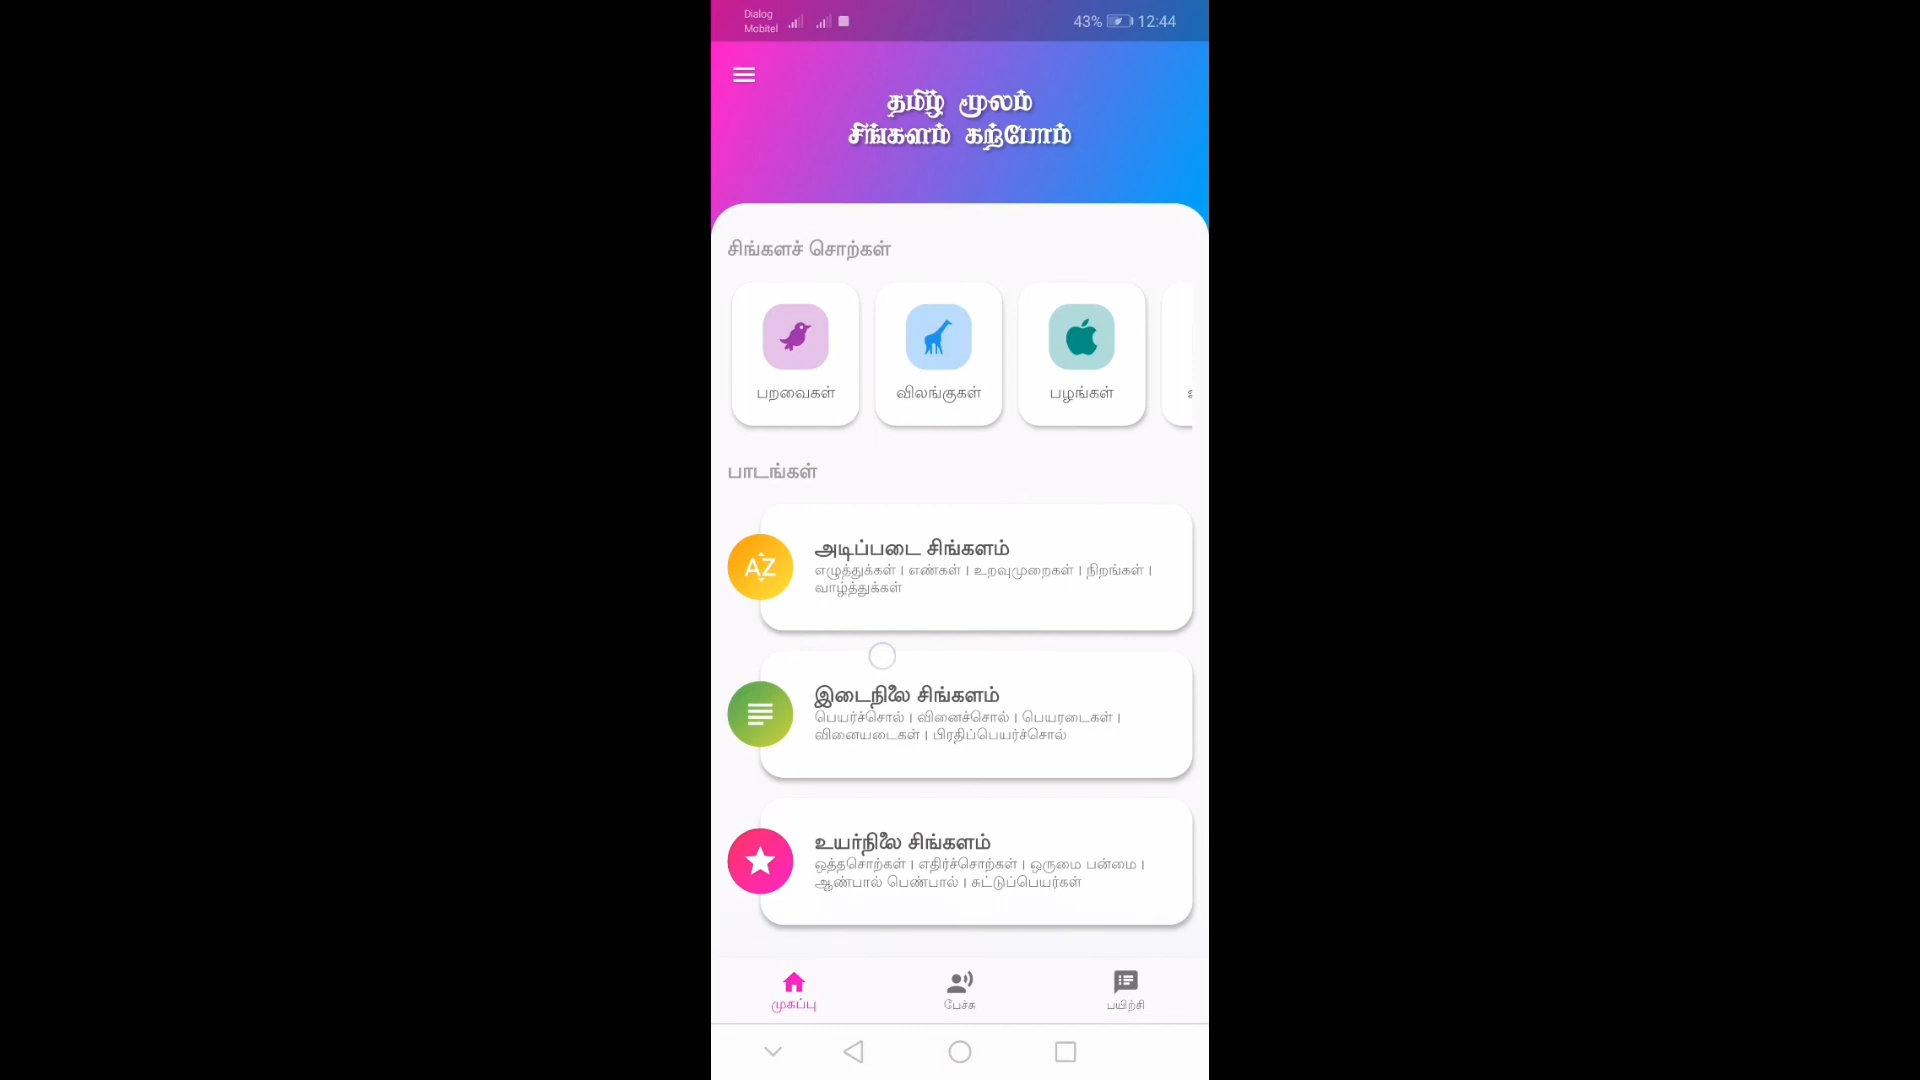 Dialog
Mobitel
43% 12:44
தமிழ் மூலம்
சிங்களம் கற்போம்
சிங்களச் சொற்கள்
பறவைகள் விலங்குகள் பழங்கள்
பாடங்கள்
AZ
அடிப்படை சிங்களம்
எழுத்துக்கள் | எண்கள் | உறவுமுறைகள் | நிறங்கள் |
வாழ்த்துக்கள்
இடைநிலை சிங்களம்
பெயர்ச்சொல் | வினைச்சொல் | பெயரடைகள் |
வினையடைகள் | பிரதிப்பெயர்ச்சொல்
உயர்நிலை சிங்களம்
ஒத்தசொற்கள் | எதிர்ச்சொற்கள் | ஒருமை பன்மை |
ஆண்பால் பெண்பால் | சுட்டுப்பெயர்கள்
முகப்பு பேச்சு பயிற்சி